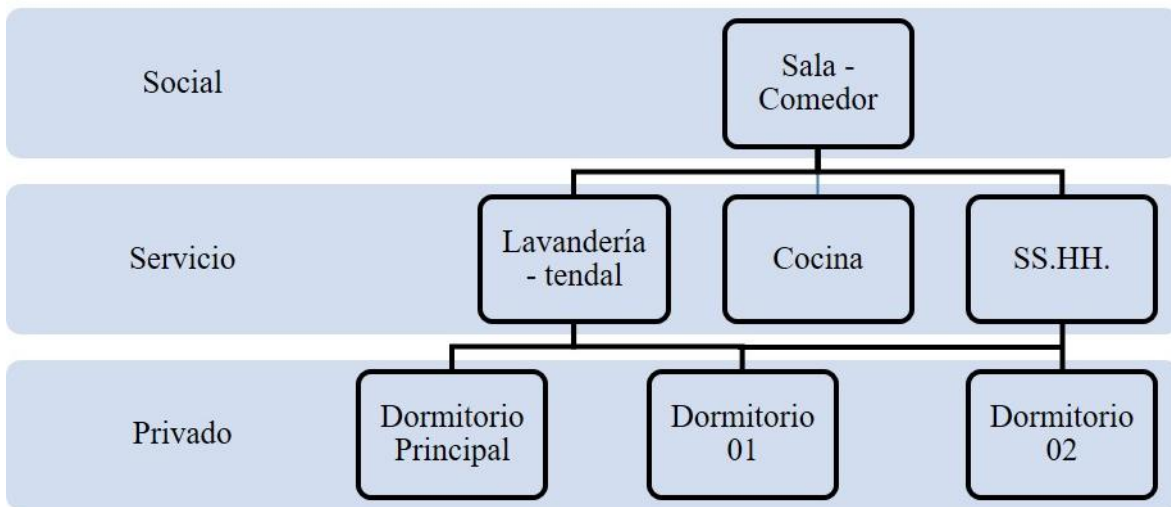 Social
Sala -
Comedor
Servicio
Lavandería
- tendal
Cocina
SS.HH.
Privado
Dormitorio
Principal
Dormitorio
01
Dormitorio
02